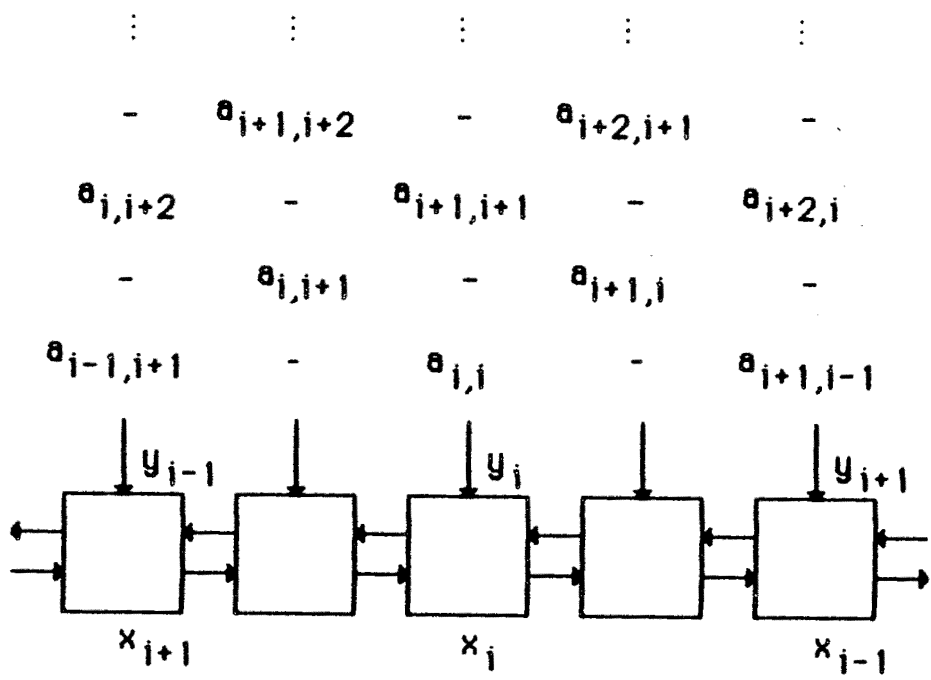 ⋮ ⋮ ⋮ ⋮ ⋮
- a_{i+1,i+2} - a_{i+2,i+1} -
a_{i,i+2} - a_{i+1,i+1} - a_{i+2,i}
- a_{i,i+1} - a_{i+1,i} -
a_{i-1,i+1} - a_{i,i} - a_{i+1,i-1}
y_{i-1} y_i y_{i+1}
x_{i+1} x_i x_{i-1}